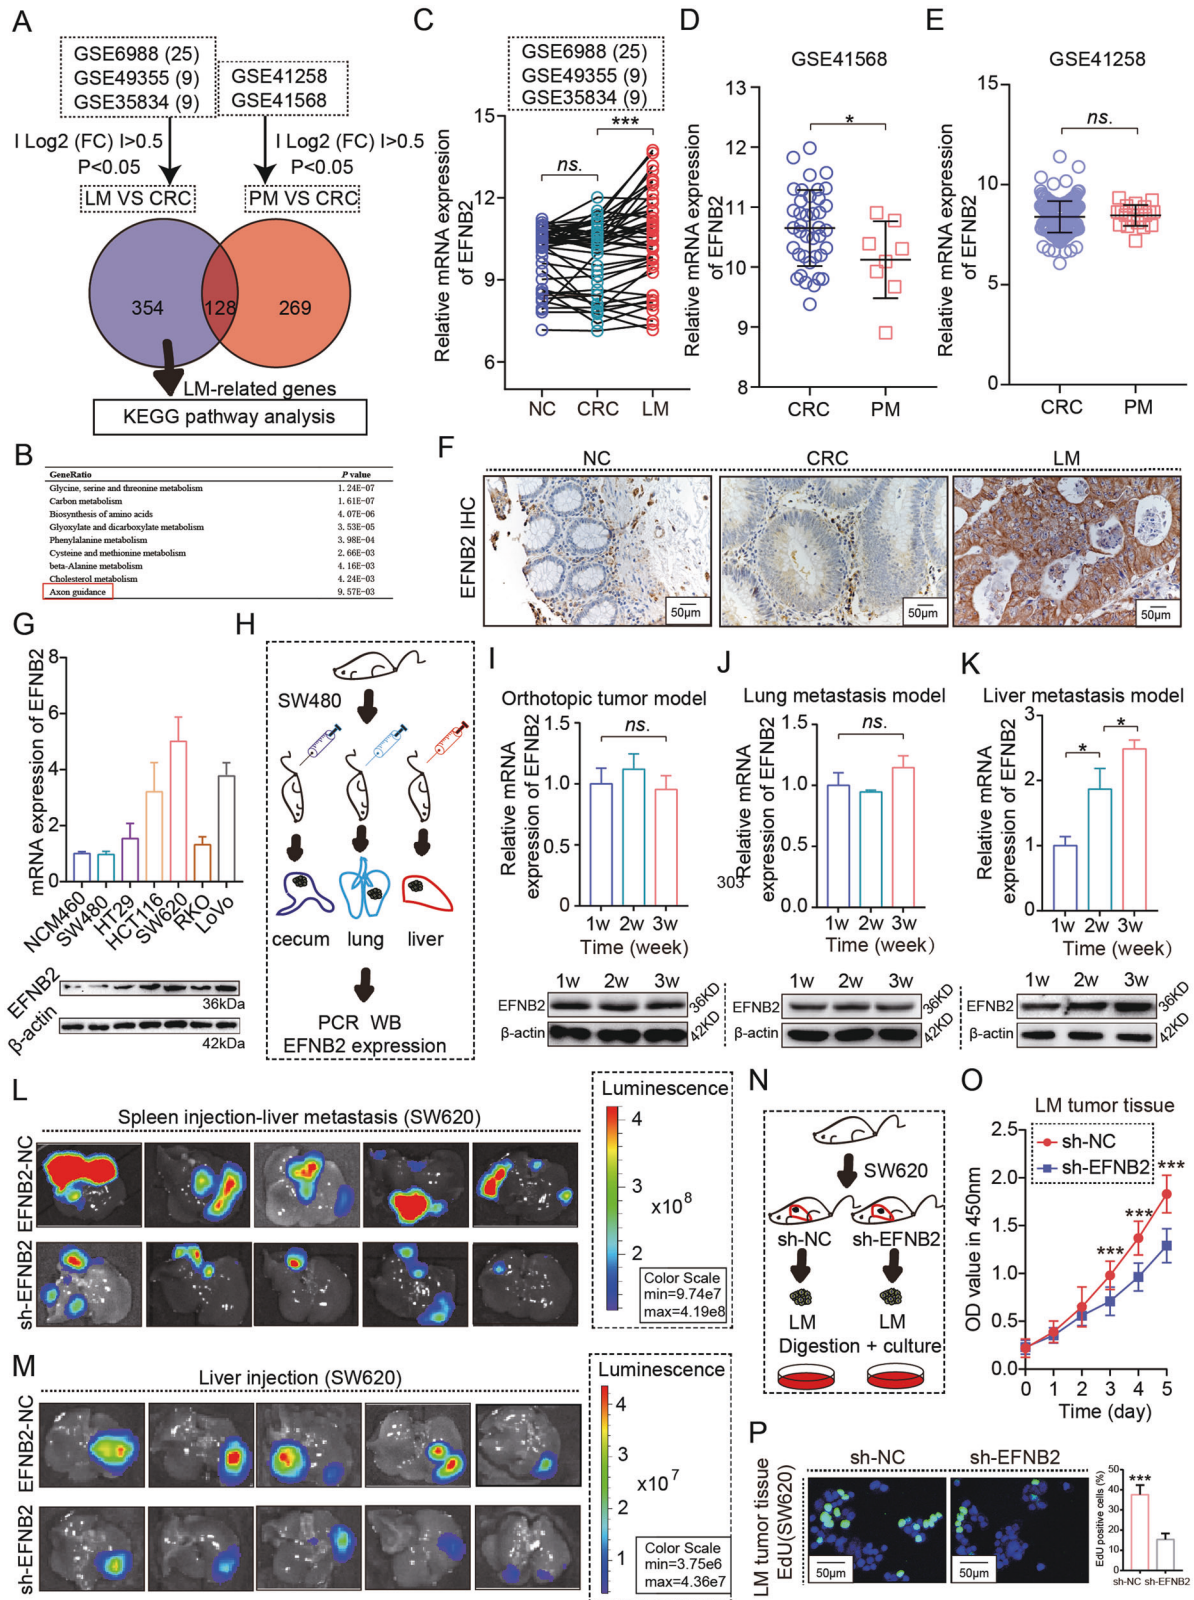 A
GSE6988 (25)
GSE49355 (9)
GSE35834 (9)
GSE41258
GSE41568
I Log2 (FC) I>0.5
P<0.05
I Log2 (FC) I>0.5
P<0.05
LM VS CRC
PM VS CRC
354
128
269
LM-related genes
KEGG pathway analysis
B
GeneRatio P value
Glycine, serine and threonine metabolism 1.24E-07
Carbon metabolism 1.61E-07
Biosynthesis of amino acids 4.07E-06
Glyoxylate and dicarboxylate metabolism 3.53E-05
Phenylalanine metabolism 3.98E-04
Cysteine and methionine metabolism 2.66E-03
beta-Alanine metabolism 4.16E-03
Cholesterol metabolism 4.24E-03
Axon guidance 9.57E-03
C
GSE6988 (25)
GSE49355 (9)
GSE35834 (9)
Relative mRNA expression
of EFNB2
15
12
9
6
ns.
***
NC CRC LM
D
GSE41568
Relative mRNA expression
of EFNB2
13
12
11
10
9
8
*
CRC PM
E
GSE41258
Relative mRNA expression
of EFNB2
15
10
5
0
ns.
CRC PM
F
NC CRC LM
EFNB2 IHC
50μm
50μm
50μm
G
mRNA expression of EFNB2
8
6
4
2
0
NCM460
SW480
HT29
HCT116
SW620
RKO
LoVo
EFNB2
36kDa
β-actin
42kDa
H
SW480
cecum lung liver
PCR WB
EFNB2 expression
I
Orthotopic tumor model
Relative mRNA
expression of EFNB2
1.5
1.0
0.5
0.0
ns.
1w 2w 3w
Time (week)
1w 2w 3w
EFNB2 36KD
β-actin 42KD
J
Lung metastasis model
303
Relative mRNA
expression of EFNB2
1.5
1.0
0.5
0.0
ns.
1w 2w 3w
Time (week)
1w 2w 3w
EFNB2 36KD
β-actin 42KD
K
Liver metastasis model
Relative mRNA
expression of EFNB2
3
2
1
0
*
*
1w 2w 3w
Time (week)
1w 2w 3w
EFNB2 36KD
β-actin 42KD
L
Spleen injection-liver metastasis (SW620)
EFNB2-NC
sh-EFNB2
Luminescence
4
3
2
x10⁸
Color Scale
min=9.74e7
max=4.19e8
M
Liver injection (SW620)
EFNB2-NC
sh-EFNB2
Luminescence
4
3
2
1
x10⁷
Color Scale
min=3.75e6
max=4.36e7
N
SW620
sh-NC sh-EFNB2
LM LM
Digestion + culture
O
LM tumor tissue
sh-NC
sh-EFNB2
OD value in 450nm
2.5
2.0
1.5
1.0
0.5
0.0
***
***
***
0 1 2 3 4 5
Time (day)
P
LM tumor tissue
EdU(SW620)
sh-NC sh-EFNB2
50μm
50μm
EdU positive cells (%)
50
40
30
20
10
0
***
sh-NC sh-EFNB2